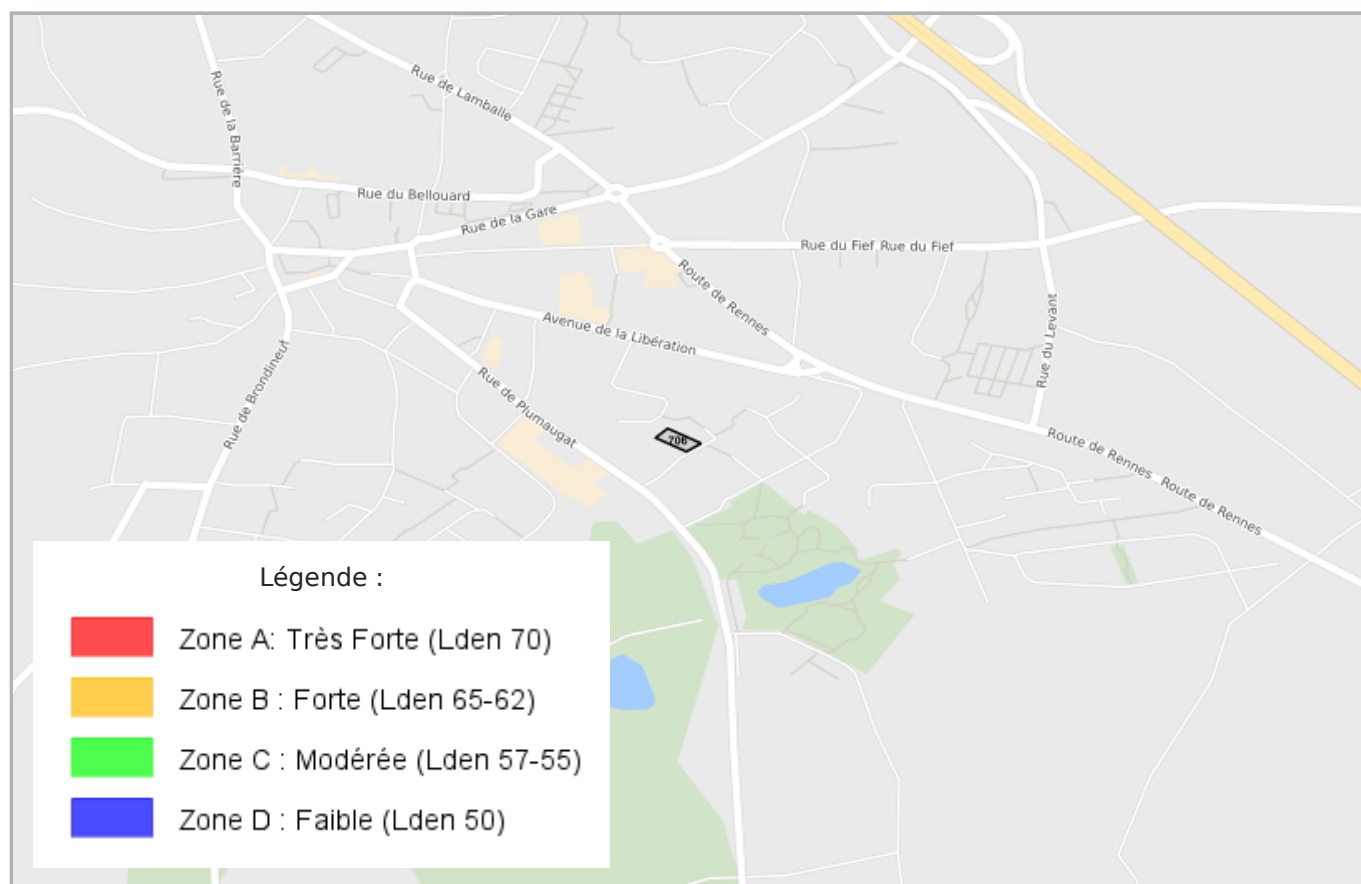 Rue de Lamballe
Rue de la Barrière
Rue du Bellouard
Rue de la Gare
Rue du Fief Rue du Fief
Route de Rennes
Avenue de la Libération
Rue du Levant
Rue de Brondineuf
Rue de Plumaugat
706
Route de Rennes Route de Rennes
Légende :
Zone A: Très Forte (Lden 70)
Zone B : Forte (Lden 65-62)
Zone C : Modérée (Lden 57-55)
Zone D : Faible (Lden 50)